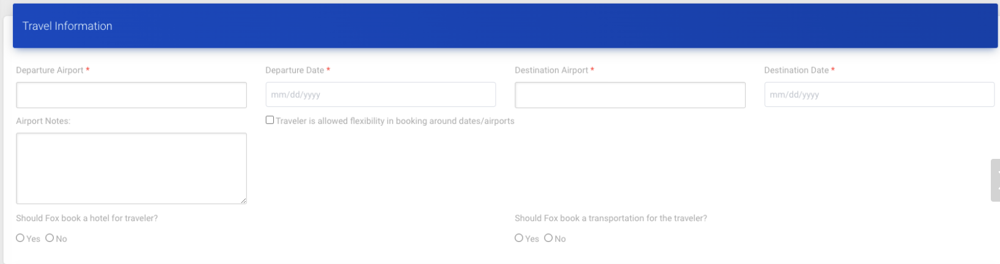 Travel Information
Departure Airport *
Departure Date *
Destination Airport *
Destination Date *
mm/dd/yyyy
mm/dd/yyyy
Airport Notes:
Traveler is allowed flexibility in booking around dates/airports
Should Fox book a hotel for traveler?
Should Fox book a transportation for the traveler?
Yes No
Yes No